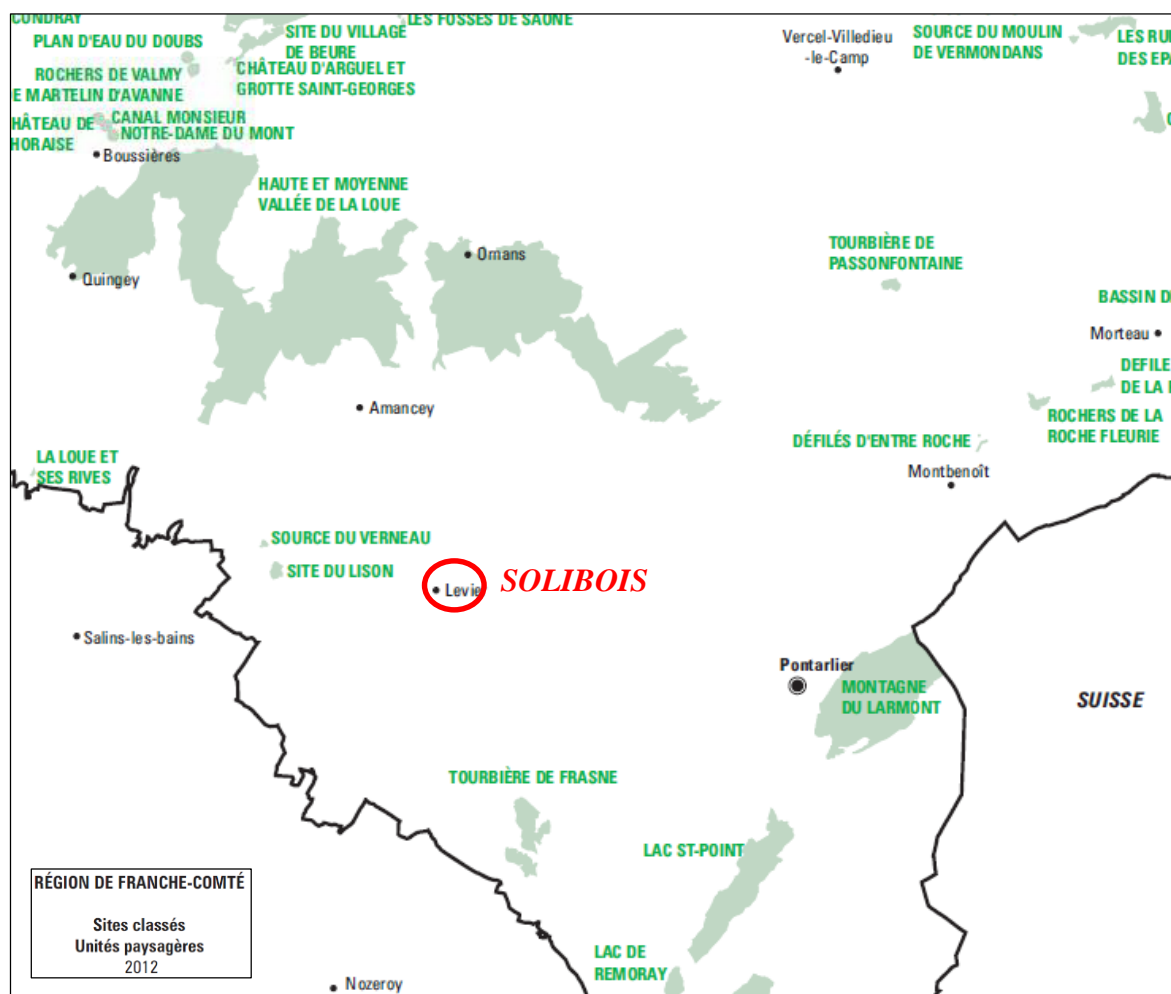 CONDRAY
LES FOSSES DE SAONE
SITE DU VILLAGE
DE BEURE
PLAN D'EAU DU DOUBS
CHÂTEAU D'ARGUEL ET
GROTTE SAINT-GEORGES
ROCHERS DE VALMY
E MARTELIN D'AVANNE
HÂTEAU DE
HORAISE
CANAL MONSIEUR
NOTRE-DAME DU MONT
Boussières
Vercel-Villedieu
-le-Camp
SOURCE DU MOULIN
DE VERMONDANS
LES RUI
DES EPA
HAUTE ET MOYENNE
VALLÉE DE LA LOUE
Ornans
Quingey
TOURBIÈRE DE
PASSONFONTAINE
BASSIN D
Morteau
DEFILE
DE LA
ROCHERS DE LA
ROCHE FLEURIE
Amancey
DÉFILÉS D'ENTRE ROCHE
Montbenoît
LA LOUE ET
SES RIVES
SOURCE DU VERNEAU
SITE DU LISON
Levie
SOLIBOIS
Salins-les-bains
Pontarlier
MONTAGNE
DU LARMONT
SUISSE
TOURBIÈRE DE FRASNE
LAC ST-POINT
LAC DE
REMORAY
Nozeroy
RÉGION DE FRANCHE-COMTÉ
Sites classés
Unités paysagères
2012